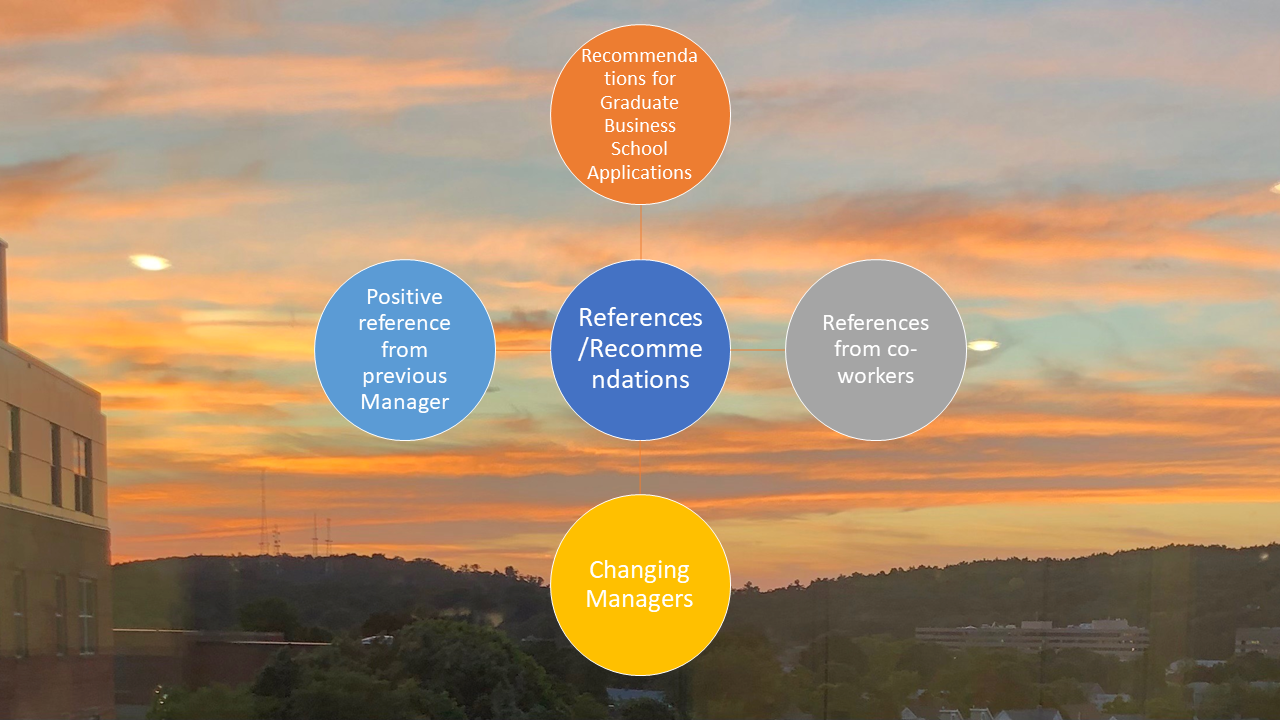 Recommenda
tions for
Graduate
Business
School
Applications
Positive
reference
from
previous
Manager
References
/Recomme
ndations
References
from co-
workers
Changing
Managers